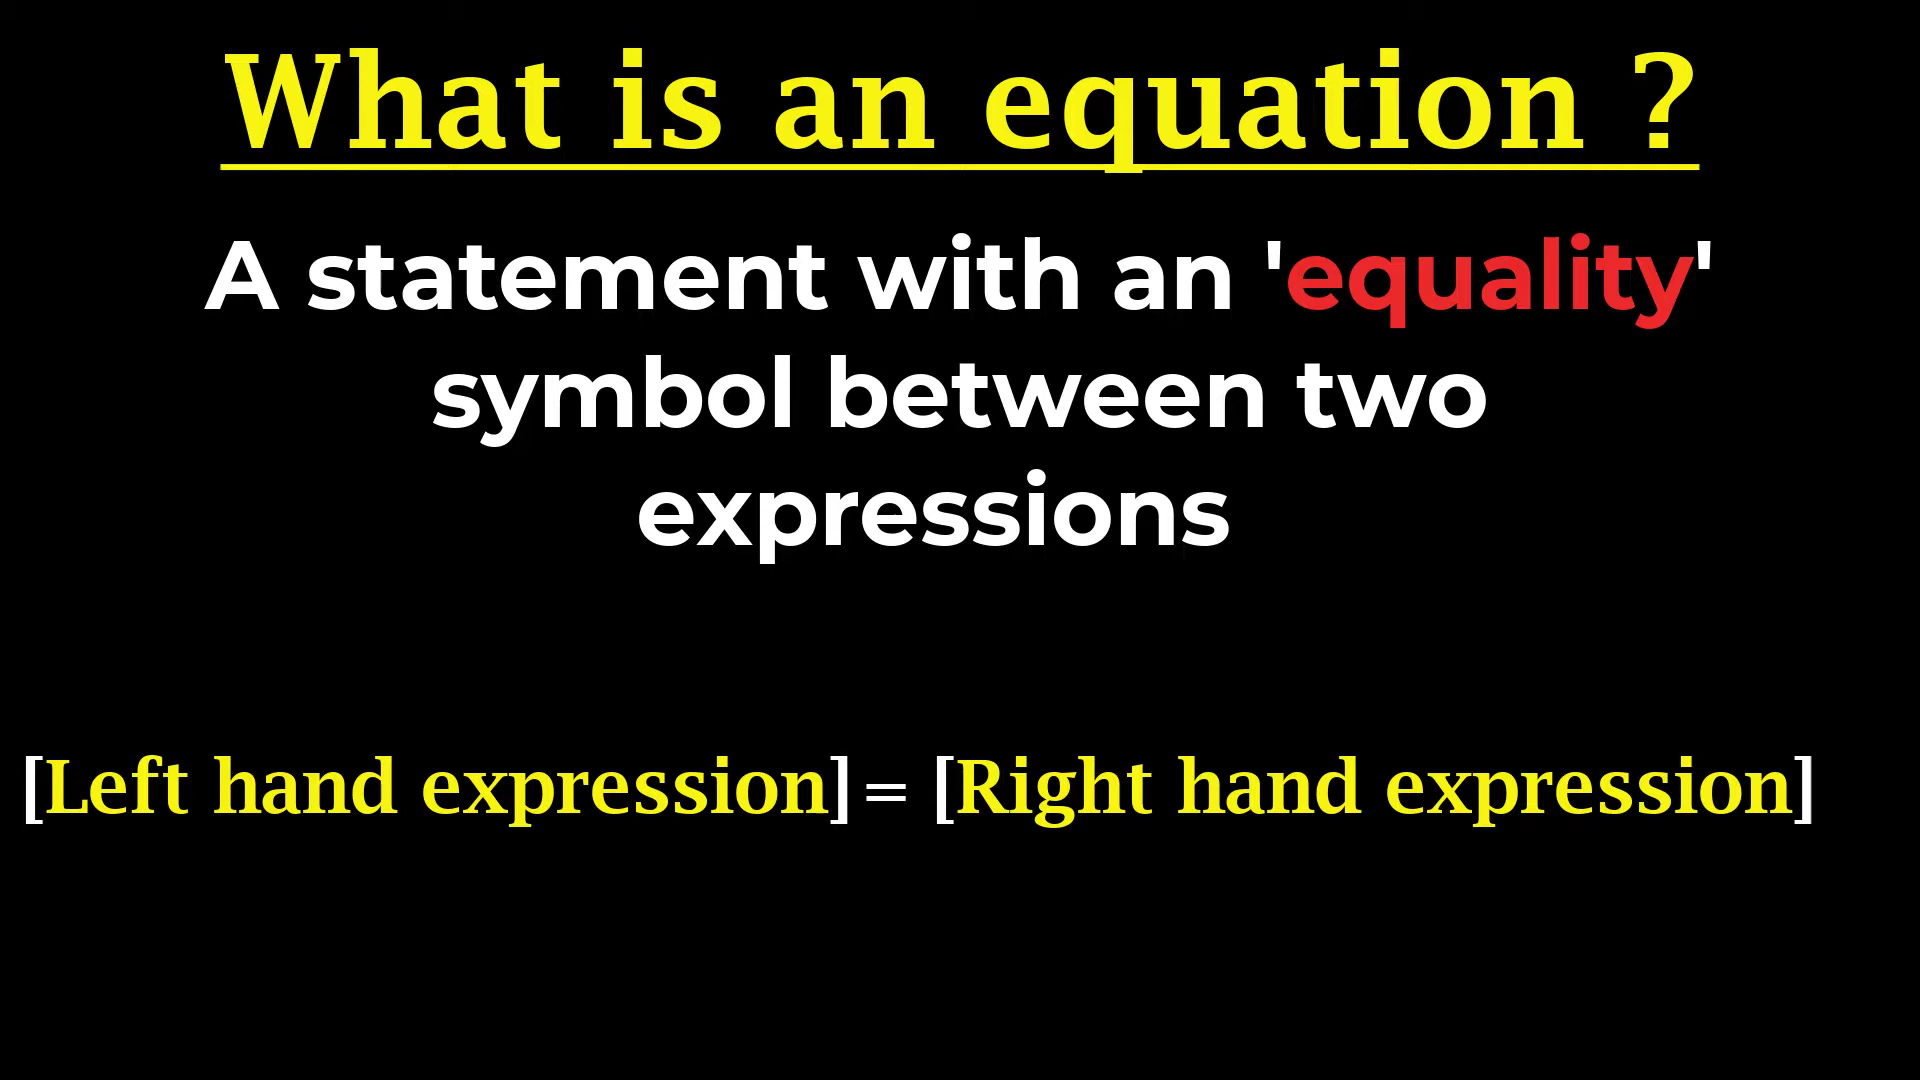 What is an equation ?
A statement with an 'equality'
symbol between two
expressions
[Left hand expression] = [Right hand expression]